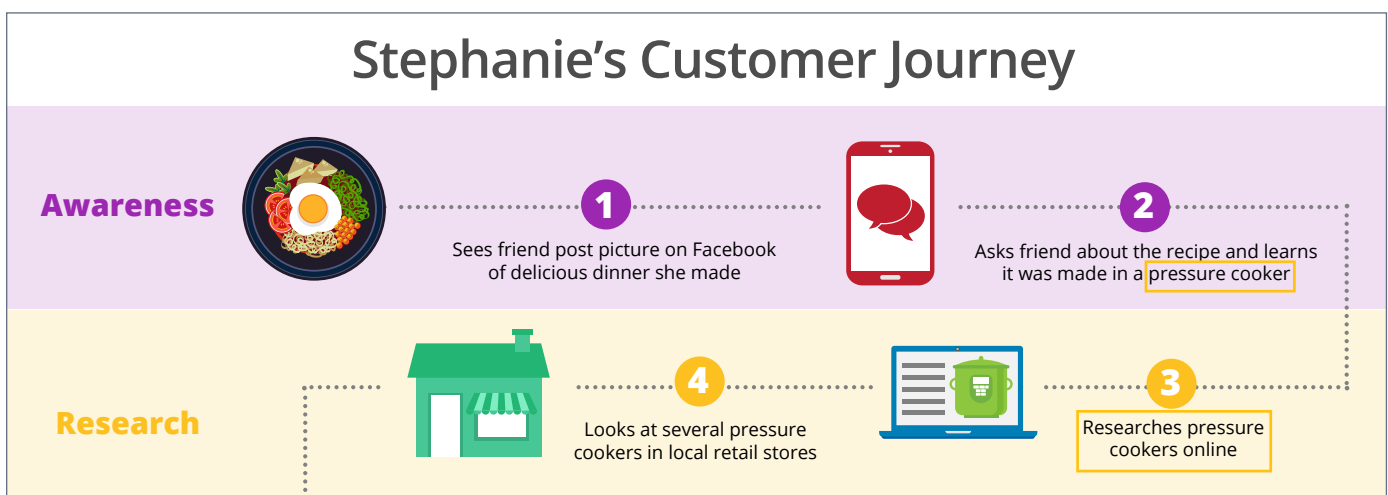 Stephanie's Customer Journey
Awareness
1
Sees friend post picture on Facebook
of delicious dinner she made
2
Asks friend about the recipe and learns
it was made in a pressure cooker
Research
3
Researches pressure
cookers online
4
Looks at several pressure
cookers in local retail stores